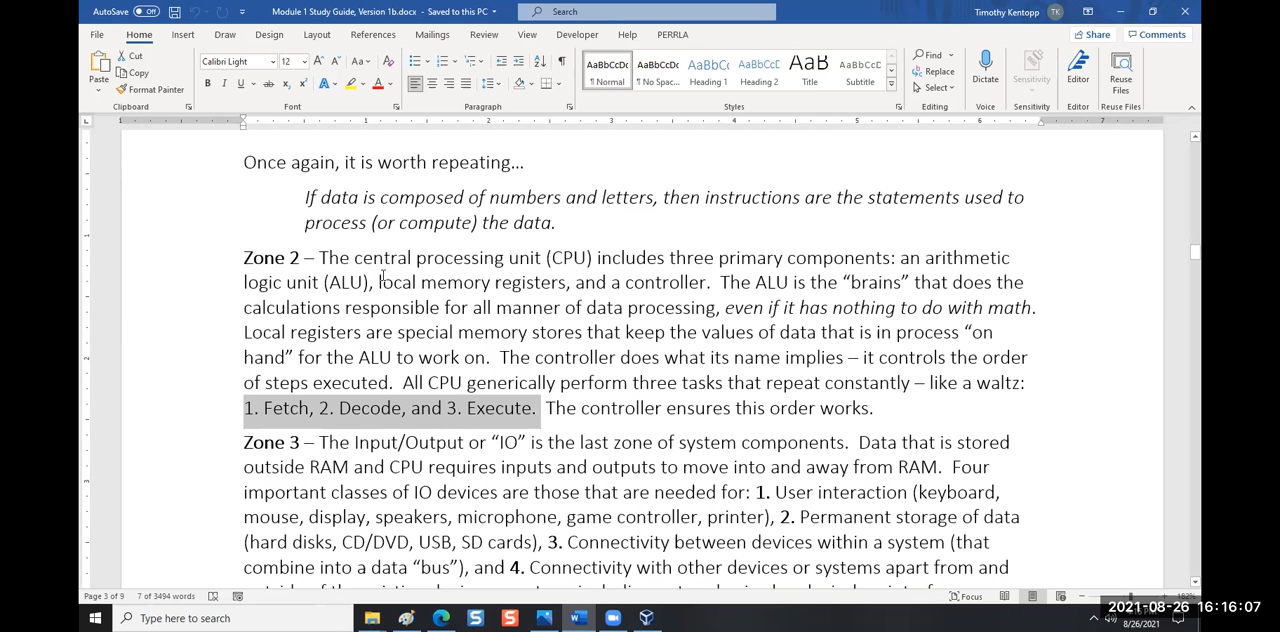 AutoSave Off Module 1 Study Guide, Version 1b.docx - Saved to this PC Search Timothy Kentopp TK
File Home Insert Draw Design Layout References Mailings Review View Developer Help PERRLA Share Comments
Paste Cut Copy Format Painter Clipboard
Calibri Light 12 Font
Paragraph
AaBbCcDc ¶ Normal AaBbCcDc ¶ No Spac... AaBbCc Heading 1 AaBbCcC Heading 2 AaB Title AaBbCcC Subtitle Styles
Find Replace Select Editing
Dictate Voice
Sensitivity Sensitivity
Editor Editor
Reuse Files Reuse Files
1 1 2 3 4 5 6 7
Once again, it is worth repeating...
If data is composed of numbers and letters, then instructions are the statements used to
process (or compute) the data.
Zone 2 – The central processing unit (CPU) includes three primary components: an arithmetic
logic unit (ALU), local memory registers, and a controller. The ALU is the “brains” that does the
calculations responsible for all manner of data processing, even if it has nothing to do with math.
Local registers are special memory stores that keep the values of data that is in process “on
hand” for the ALU to work on. The controller does what its name implies – it controls the order
of steps executed. All CPU generically perform three tasks that repeat constantly – like a waltz:
1. Fetch, 2. Decode, and 3. Execute. The controller ensures this order works.
Zone 3 – The Input/Output or “IO” is the last zone of system components. Data that is stored
outside RAM and CPU requires inputs and outputs to move into and away from RAM. Four
important classes of IO devices are those that are needed for: 1. User interaction (keyboard,
mouse, display, speakers, microphone, game controller, printer), 2. Permanent storage of data
(hard disks, CD/DVD, USB, SD cards), 3. Connectivity between devices within a system (that
combine into a data “bus”), and 4. Connectivity with other devices or systems apart from and
Page 3 of 9 7 of 3494 words Focus 182%
Type here to search
2021-08-26 16:16:07
8/26/2021